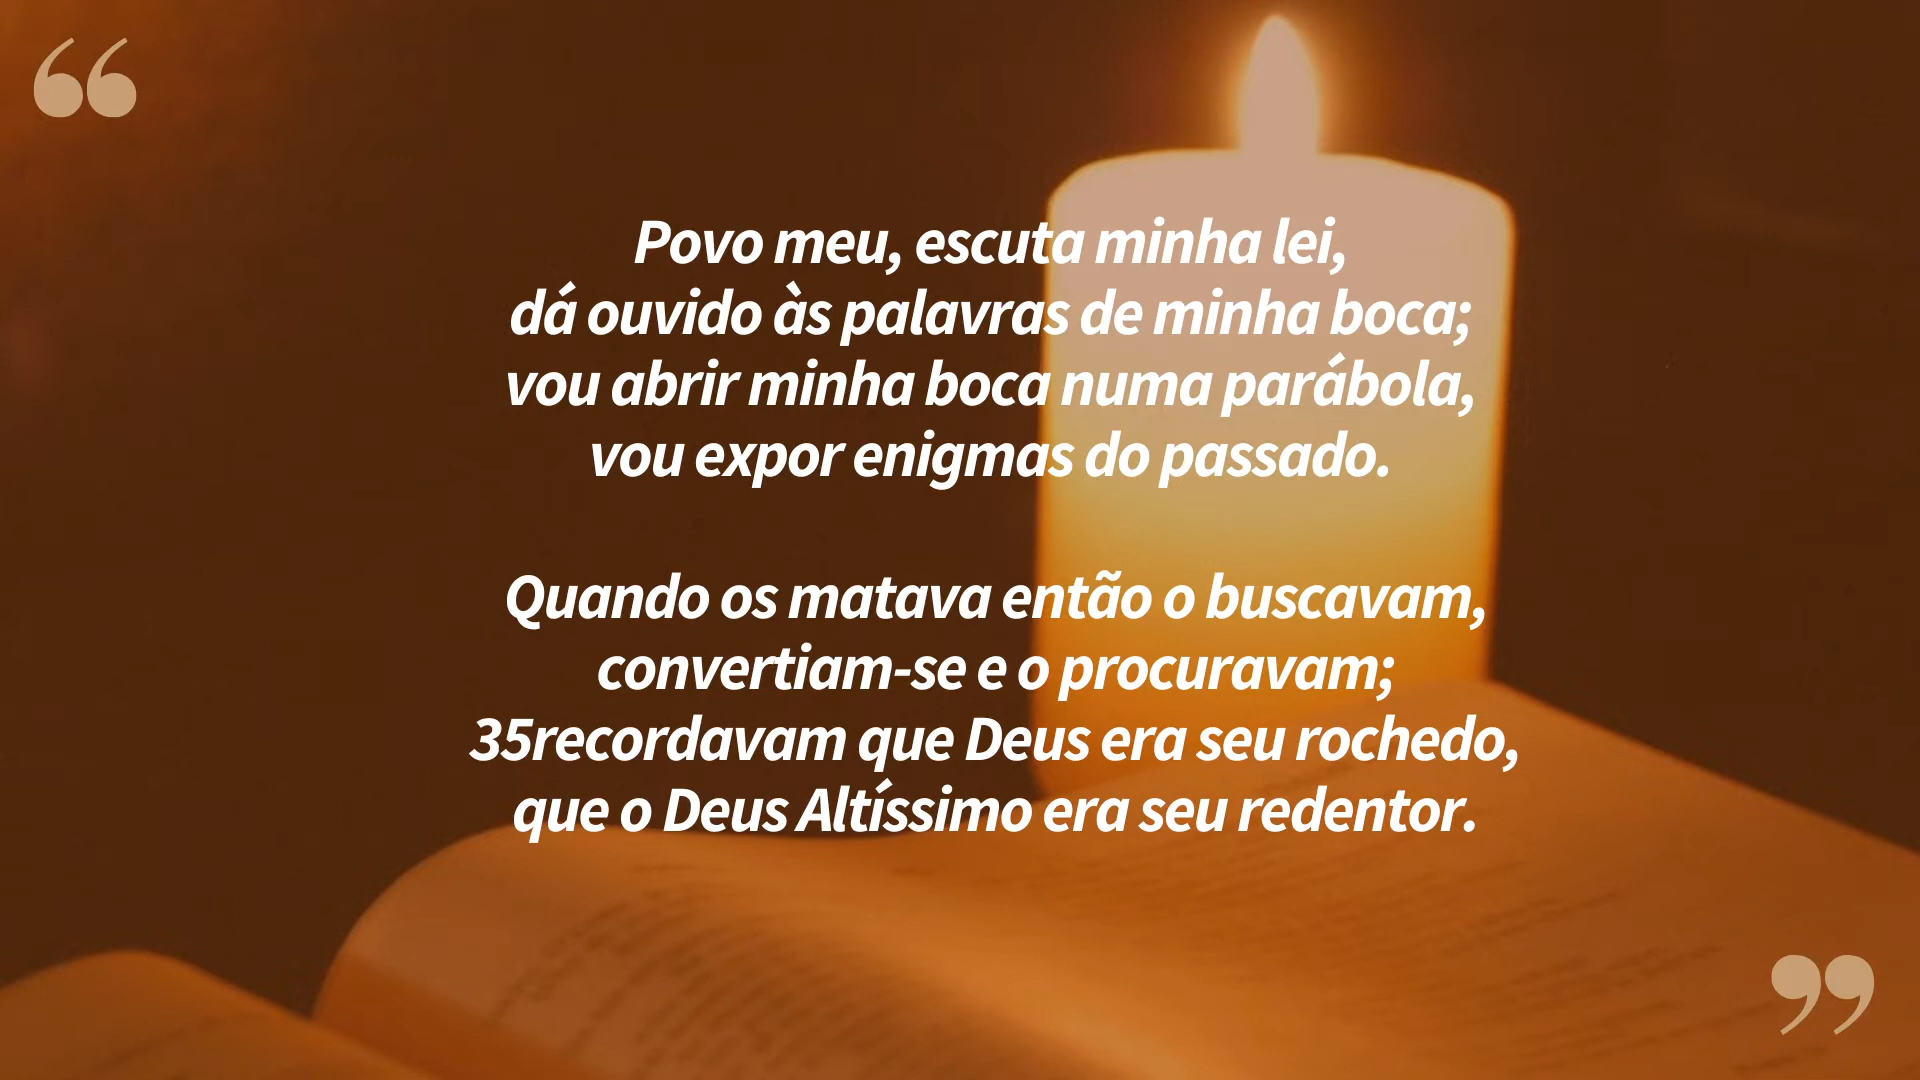 “
Povo meu, escuta minha lei,
dá ouvido às palavras de minha boca;
vou abrir minha boca numa parábola,
vou expor enigmas do passado.
Quando os matava então o buscavam,
convertiam-se e o procuravam;
35recordavam que Deus era seu rochedo,
que o Deus Altíssimo era seu redentor.
”